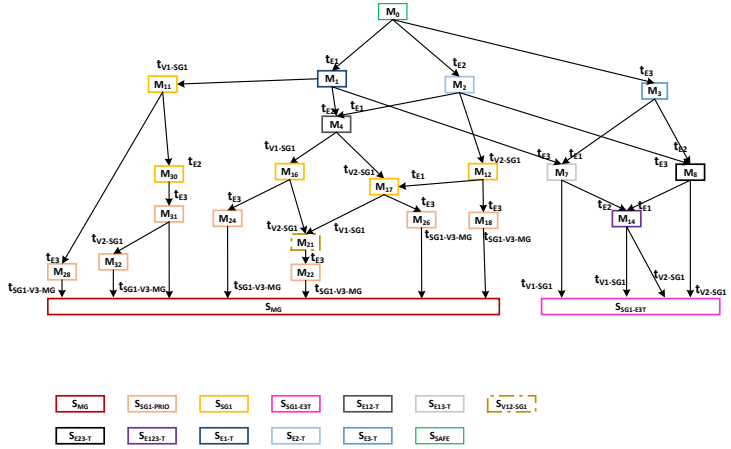 M0
tE1
tE2
tE3
tV1-SG1
M11
M1
M2
M3
tE2
tE1
M4
tV1-SG1
tE2
tE2
M30
M16
tV2-SG1
M17
tE1
tV2-SG1
M12
tE3
tE1
M7
tE3
M8
tE3
M31
tE3
M24
tE3
M26
tE3
M18
tE2
tE1
M14
tV2-SG1
tV2-SG1
tV1-SG1
M21
tSG1-V3-MG
tSG1-V3-MG
tE3
M28
M32
tE3
M22
tV1-SG1
tV1-SG1
tV2-SG1
tV2-SG1
tSG1-V3-MG
tSG1-V3-MG
tSG1-V3-MG
tSG1-V3-MG
SMG
SSG1-E3T
SMG
SSG1-PRIO
SSG1
SSG1-E3T
SE12-T
SE13-T
SV12-SG1
SE23-T
SE123-T
SE1-T
SE2-T
SE3-T
SSAFE